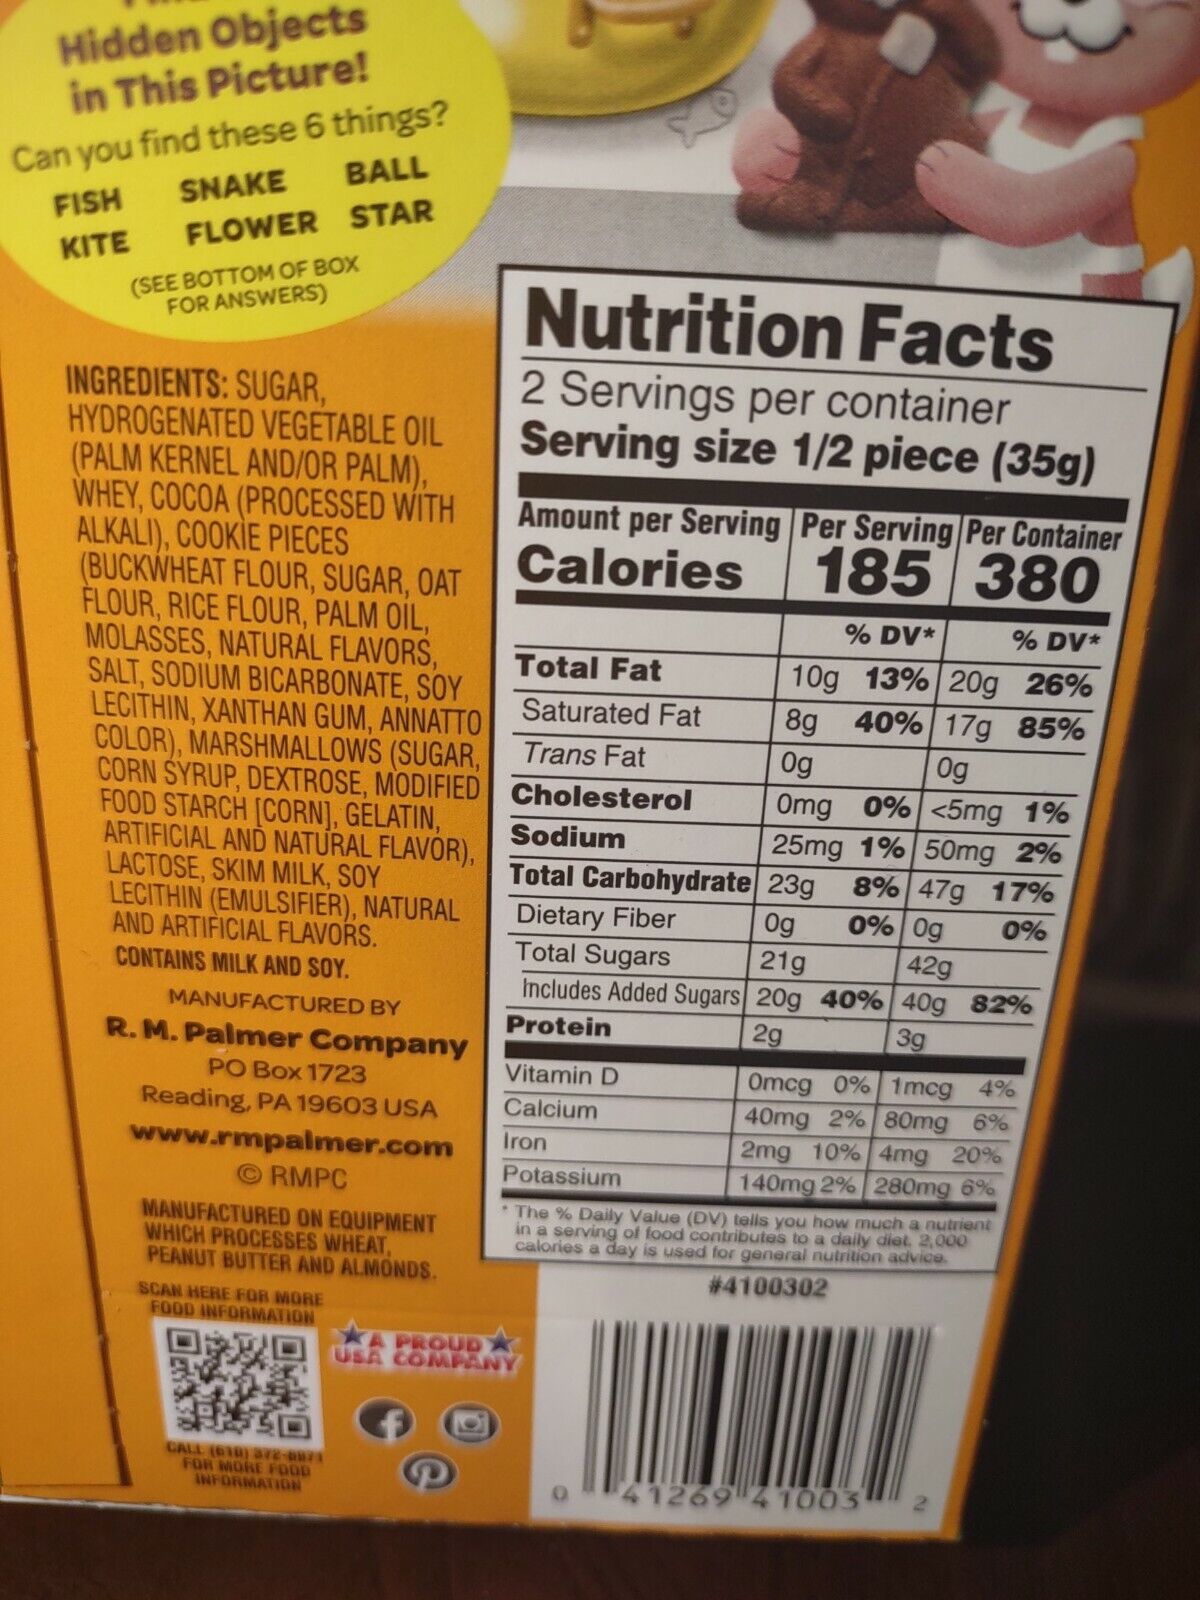 Hidden Objects
in This Picture!
Can you find these 6 things?
FISH SNAKE BALL
KITE FLOWER STAR
(SEE BOTTOM OF BOX
FOR ANSWERS)
INGREDIENTS: SUGAR,
HYDROGENATED VEGETABLE OIL
(PALM KERNEL AND/OR PALM),
WHEY, COCOA (PROCESSED WITH
ALKALI), COOKIE PIECES
(BUCKWHEAT FLOUR, SUGAR, OAT
FLOUR, RICE FLOUR, PALM OIL,
MOLASSES, NATURAL FLAVORS,
SALT, SODIUM BICARBONATE, SOY
LECITHIN, XANTHAN GUM, ANNATTO
COLOR), MARSHMALLOWS (SUGAR,
CORN SYRUP, DEXTROSE, MODIFIED
FOOD STARCH [CORN], GELATIN,
ARTIFICIAL AND NATURAL FLAVOR),
LACTOSE, SKIM MILK, SOY
LECITHIN (EMULSIFIER), NATURAL
AND ARTIFICIAL FLAVORS.
CONTAINS MILK AND SOY.
MANUFACTURED BY
R. M. Palmer Company
PO Box 1723
Reading, PA 19603 USA
www.rmpalmer.com
© RMPC
MANUFACTURED ON EQUIPMENT
WHICH PROCESSES WHEAT,
PEANUT BUTTER AND ALMONDS.
SCAN HERE FOR MORE
FOOD INFORMATION
A PROUD
USA COMPANY
CALL (610) 372-8971
FOR MORE FOOD
INFORMATION
Nutrition Facts
2 Servings per container
Serving size 1/2 piece (35g)
Amount per Serving Per Serving Per Container
Calories 185 380
% DV* % DV*
Total Fat 10g 13% 20g 26%
Saturated Fat 8g 40% 17g 85%
Trans Fat 0g 0g
Cholesterol 0mg 0% <5mg 1%
Sodium 25mg 1% 50mg 2%
Total Carbohydrate 23g 8% 47g 17%
Dietary Fiber 0g 0% 0g 0%
Total Sugars 21g 42g
Includes Added Sugars 20g 40% 40g 82%
Protein 2g 3g
Vitamin D 0mcg 0% 1mcg 4%
Calcium 40mg 2% 80mg 6%
Iron 2mg 10% 4mg 20%
Potassium 140mg 2% 280mg 6%
* The % Daily Value (DV) tells you how much a nutrient
in a serving of food contributes to a daily diet. 2,000
calories a day is used for general nutrition advice.
#4100302
0 41269 41003 2